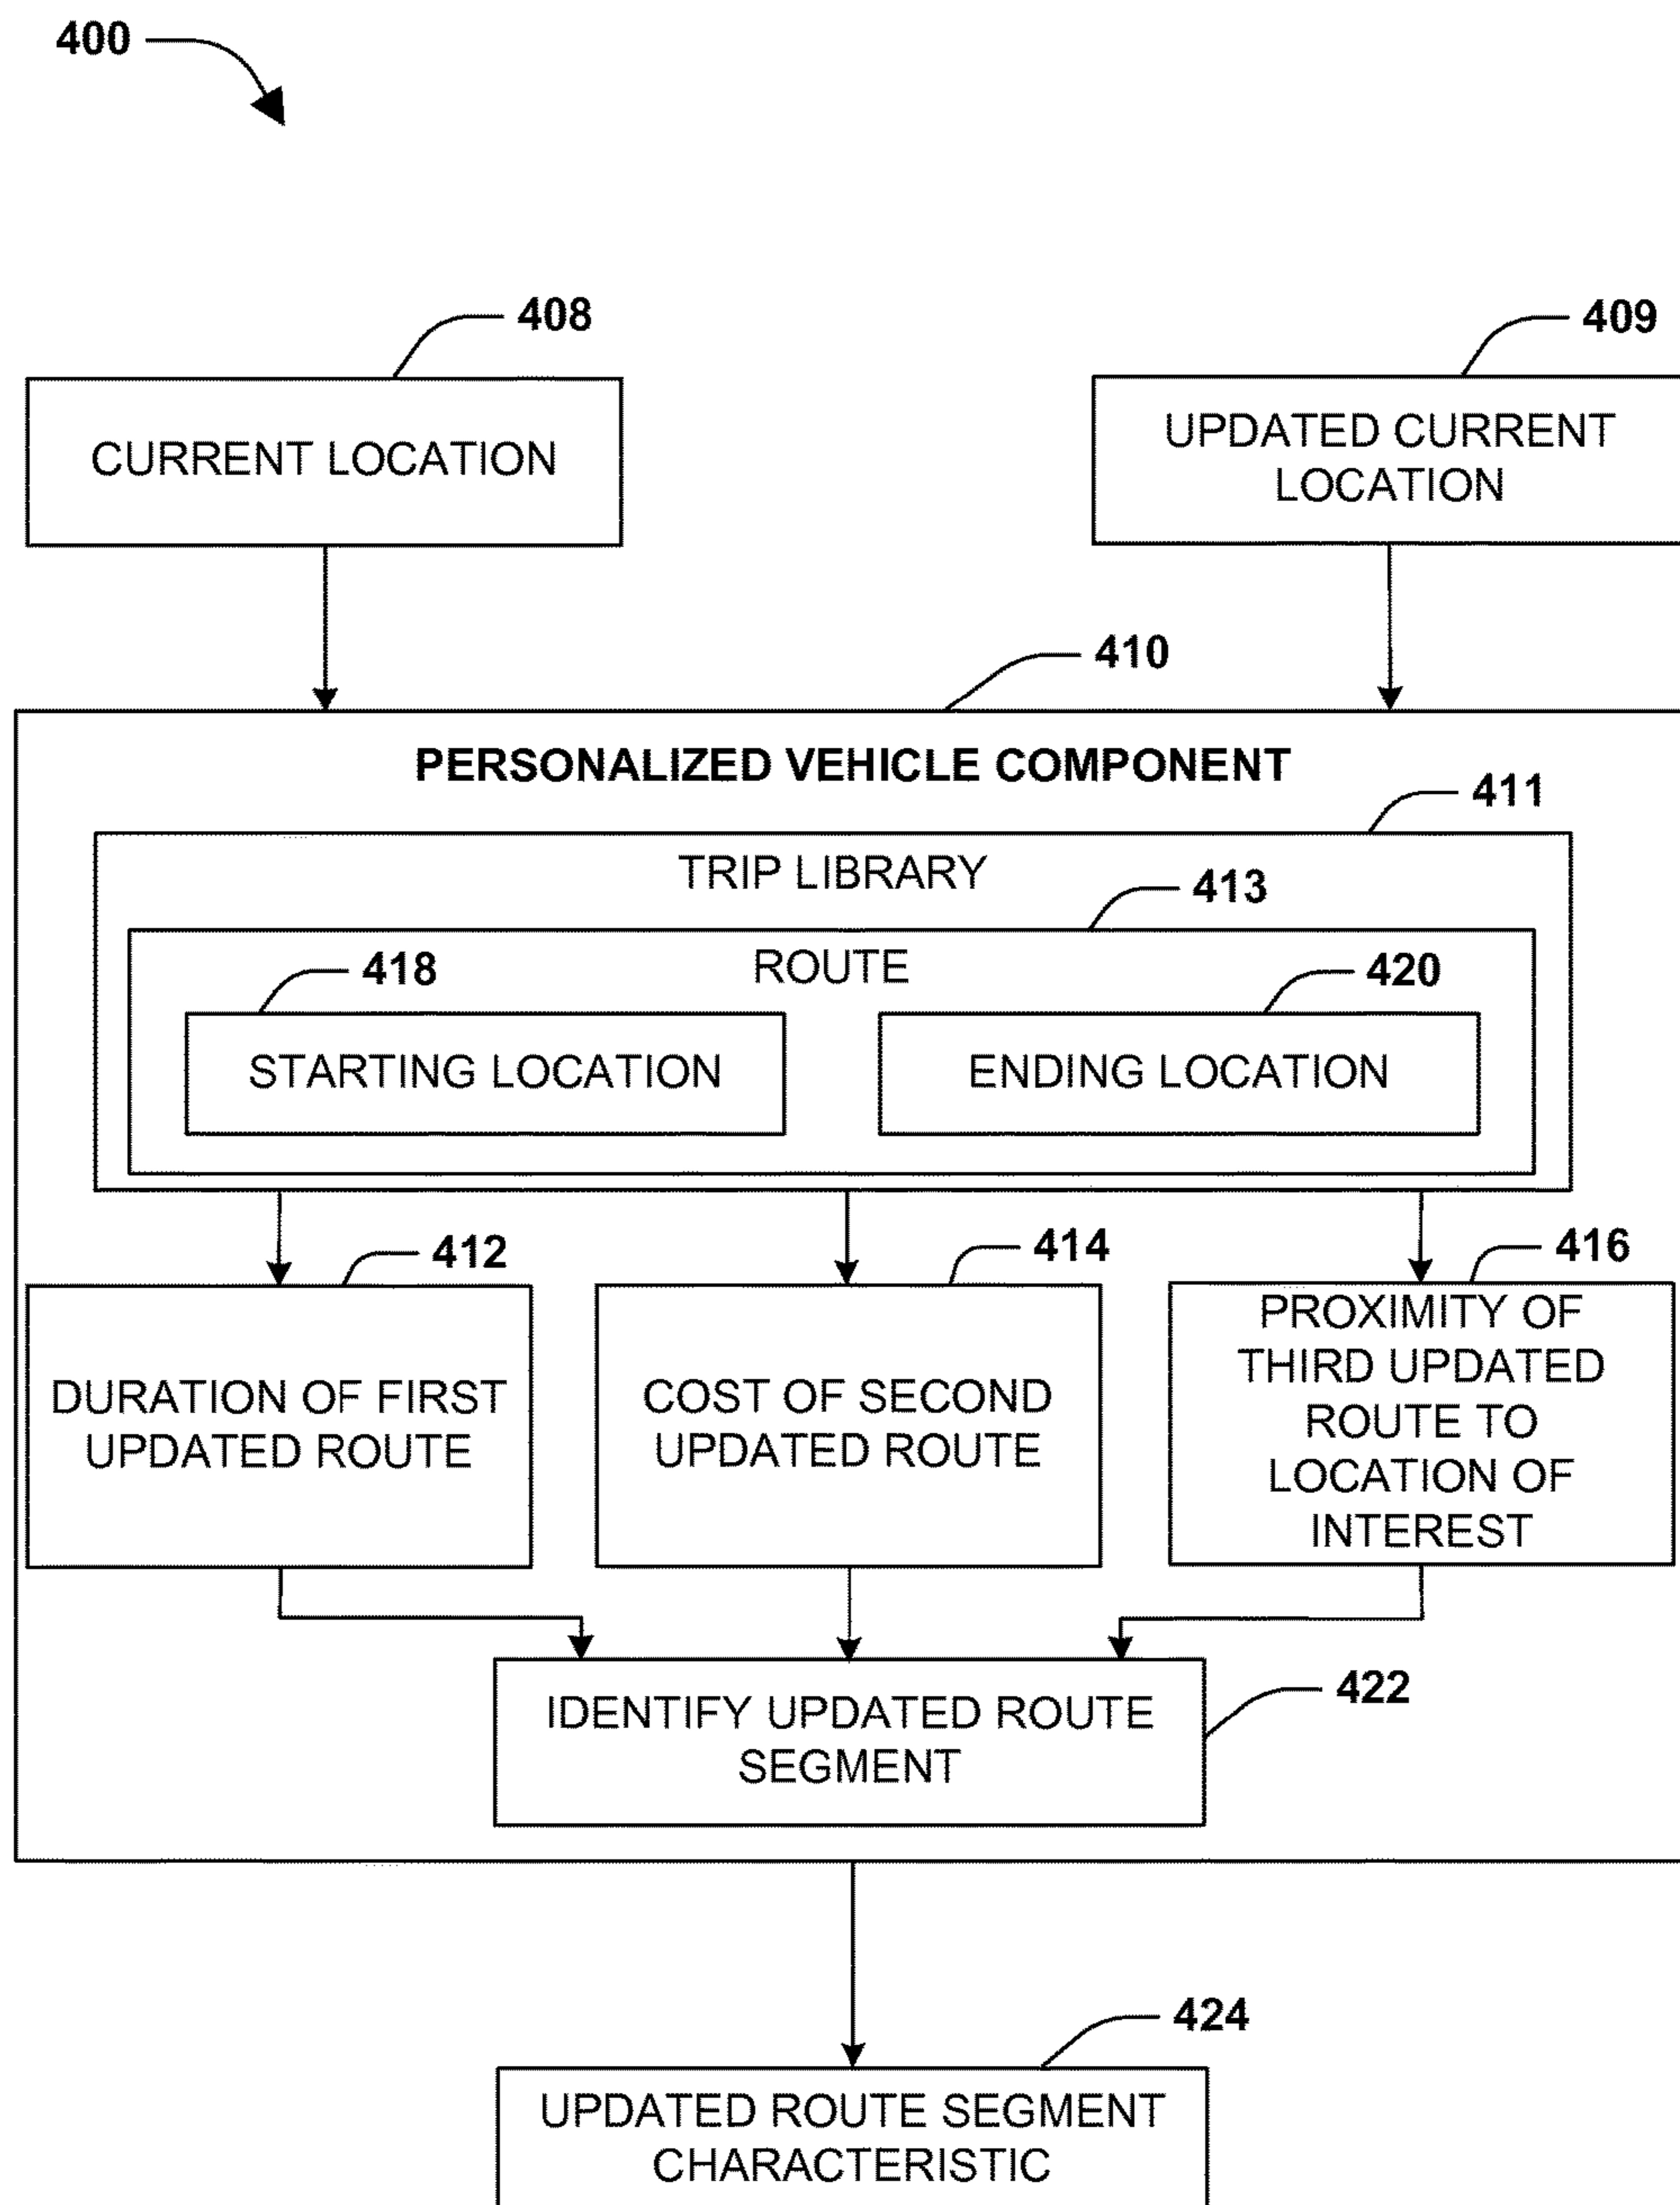 400
408
409
CURRENT LOCATION
UPDATED CURRENT
LOCATION
410
PERSONALIZED VEHICLE COMPONENT
411
TRIP LIBRARY
413
ROUTE
418
420
STARTING LOCATION
ENDING LOCATION
412
414
416
DURATION OF FIRST
UPDATED ROUTE
COST OF SECOND
UPDATED ROUTE
PROXIMITY OF
THIRD UPDATED
ROUTE TO
LOCATION OF
INTEREST
IDENTIFY UPDATED ROUTE
SEGMENT
422
424
UPDATED ROUTE SEGMENT
CHARACTERISTIC